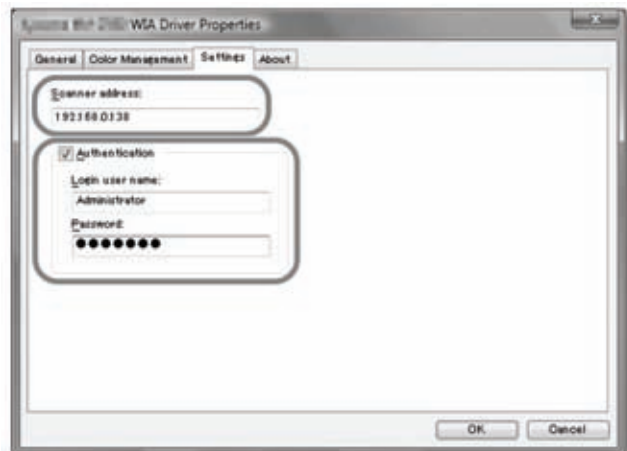 WIA Driver Properties
General Color Management Settings About
Scanner address:
192.168.0.138
Authentication
Login user name:
Administrator
Password:
●●●●●●●
OK Cancel